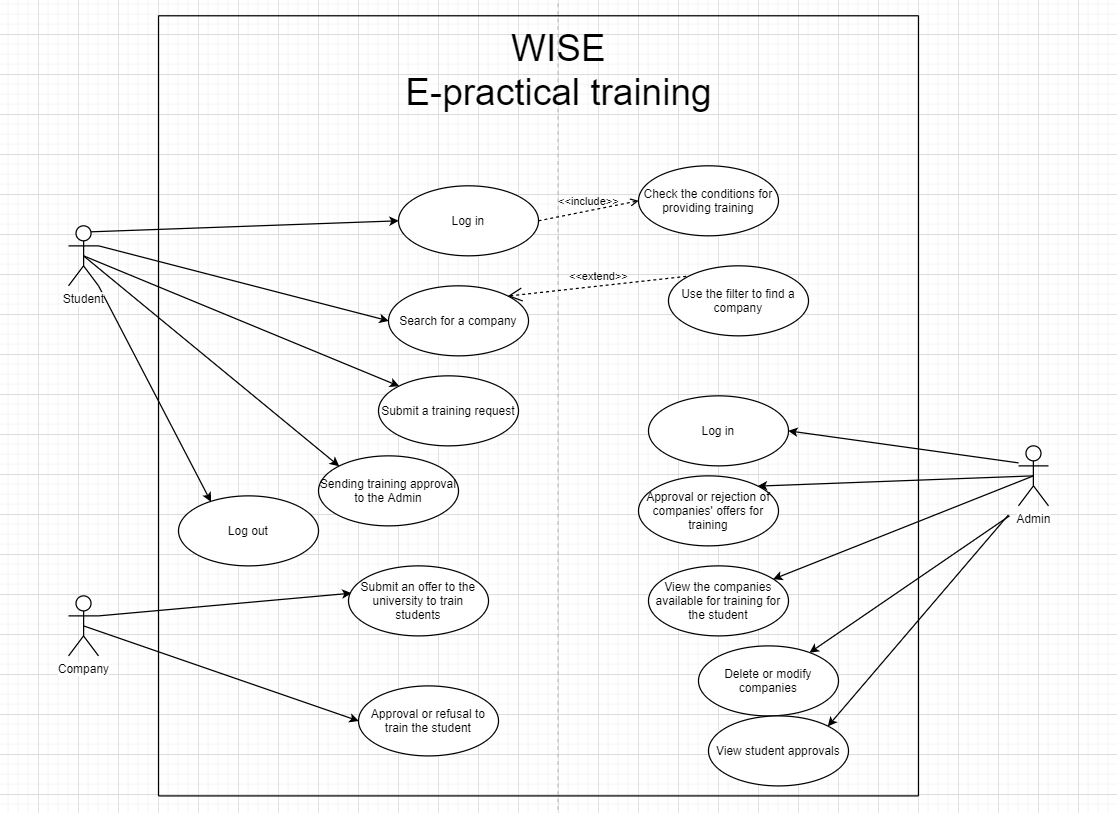 WISE
E-practical training
Log in
<<include>>
Check the conditions for
providing training
Student
Search for a company
<<extend>>
Use the filter to find a
company
Submit a training request
Sending training approval
to the Admin
Log out
Log in
Approval or rejection of
companies' offers for
training
Admin
View the companies
available for training for
the student
Delete or modify
companies
View student approvals
Company
Submit an offer to the
university to train
students
Approval or refusal to
train the student